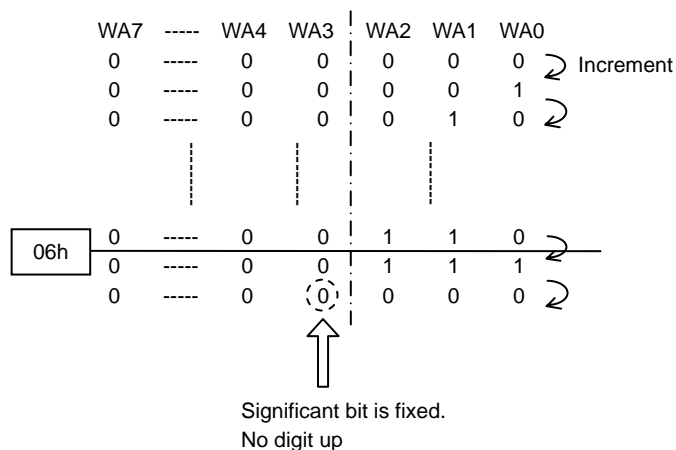 WA7 ----- WA4 WA3 WA2 WA1 WA0
0 ----- 0 0 0 0 0 Increment
0 ----- 0 0 0 0 1
0 ----- 0 0 0 1 0
0 ----- 0 0 1 1 0
06h
0 ----- 0 0 1 1 1
0 ----- 0 0 0 0 0
Significant bit is fixed.
No digit up